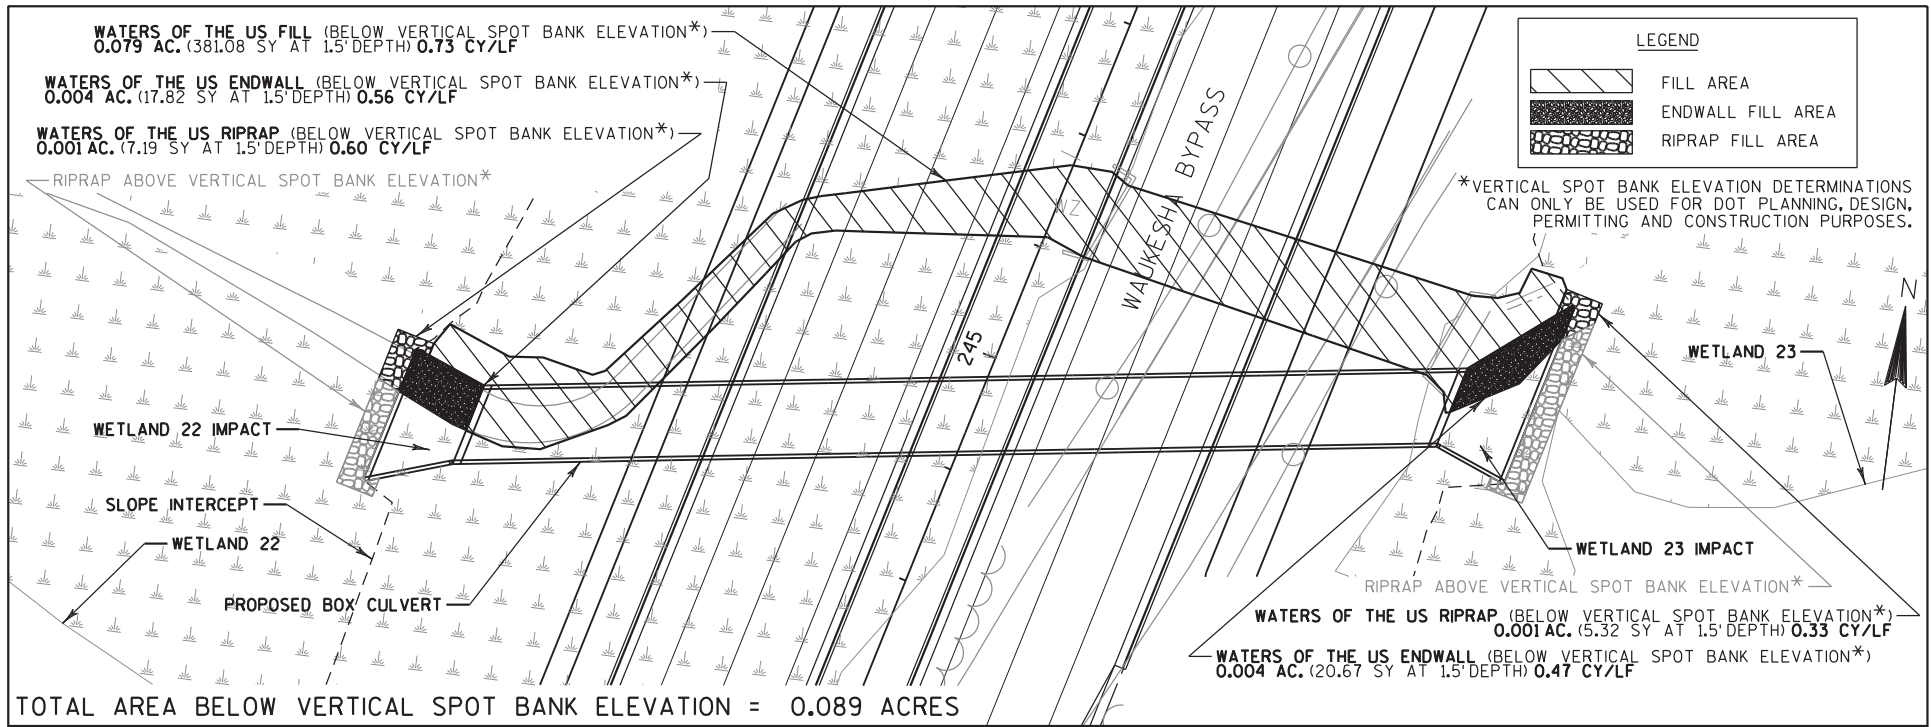 WATERS OF THE US FILL (BELOW VERTICAL SPOT BANK ELEVATION*)
0.079 AC. (381.08 SY AT 1.5' DEPTH) 0.73 CY/LF
WATERS OF THE US ENDWALL (BELOW VERTICAL SPOT BANK ELEVATION*)
0.004 AC. (17.82 SY AT 1.5' DEPTH) 0.56 CY/LF
WATERS OF THE US RIPRAP (BELOW VERTICAL SPOT BANK ELEVATION*)
0.001 AC. (7.19 SY AT 1.5' DEPTH) 0.60 CY/LF
RIPRAP ABOVE VERTICAL SPOT BANK ELEVATION*
LEGEND
FILL AREA
ENDWALL FILL AREA
RIPRAP FILL AREA
*VERTICAL SPOT BANK ELEVATION DETERMINATIONS
CAN ONLY BE USED FOR DOT PLANNING, DESIGN,
PERMITTING AND CONSTRUCTION PURPOSES.
WAUKESHA BYPASS
WZ
245
N
WETLAND 23
WETLAND 22 IMPACT
SLOPE INTERCEPT
WETLAND 22
PROPOSED BOX CULVERT
WETLAND 23 IMPACT
RIPRAP ABOVE VERTICAL SPOT BANK ELEVATION*
WATERS OF THE US RIPRAP (BELOW VERTICAL SPOT BANK ELEVATION*)
0.001 AC. (5.32 SY AT 1.5' DEPTH) 0.33 CY/LF
WATERS OF THE US ENDWALL (BELOW VERTICAL SPOT BANK ELEVATION*)
0.004 AC. (20.67 SY AT 1.5' DEPTH) 0.47 CY/LF
TOTAL AREA BELOW VERTICAL SPOT BANK ELEVATION = 0.089 ACRES